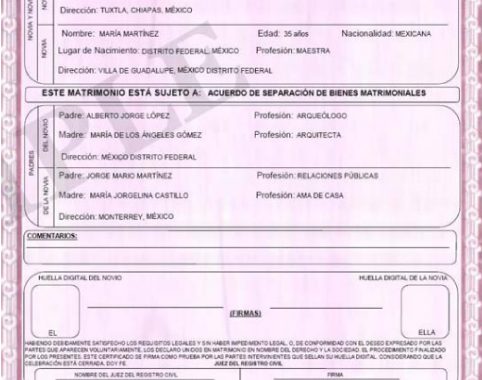 Dirección: TUXTLA, CHIAPAS, MÉXICO
NOVIA Y NOVIO
NOVIA
Nombre: MARÍA MARTÍNEZ Edad: 35 años Nacionalidad: MEXICANA
Lugar de Nacimiento: DISTRITO FEDERAL, MÉXICO Profesión: MAESTRA
Dirección: VILLA DE GUADALUPE, MÉXICO DISTRITO FEDERAL
ESTE MATRIMONIO ESTÁ SUJETO A: ACUERDO DE SEPARACIÓN DE BIENES MATRIMONIALES
PADRES
DEL NOVIO
Padre: ALBERTO JORGE LÓPEZ Profesión: ARQUEÓLOGO
Madre: MARÍA DE LOS ÁNGELES GÓMEZ Profesión: ARQUITECTA
Dirección: MÉXICO DISTRITO FEDERAL
DE LA NOVIA
Padre: JORGE MARIO MARTÍNEZ Profesión: RELACIONES PÚBLICAS
Madre: MARÍA JORGELINA CASTILLO Profesión: AMA DE CASA
Dirección: MONTERREY, MÉXICO
COMENTARIOS:
HUELLA DIGITAL DEL NOVIO HUELLA DIGITAL DE LA NOVIA
(FIRMAS)
EL ELLA
HABIENDO DEBIDAMENTE SATISFECHO LOS REQUISITOS LEGALES Y SIN HABER IMPEDIMENTO LEGAL O, DE CONFORMIDAD CON EL DESEO EXPRESADO POR LAS
PARTES QUE APARECEN VOLUNTARIAMENTE, LOS DECLARO UNIDOS EN MATRIMONIO EN NOMBRE DEL DERECHO Y LA SOCIEDAD. EL PROCEDIMIENTO FINALIZADO
POR LOS PRESENTES. ESTE CERTIFICADO SE FIRMA COMO PRUEBA POR LAS PARTES INTERVINIENTES QUE SELLAN SU HUELLA DIGITAL. CONSIDERANDO QUE LA
CELEBRACIÓN ESTÁ CERRADA, DOY FE. JUEZ DEL REGISTRO CIVIL
NOMBRE DEL JUEZ DEL REGISTRO CIVIL FIRMA